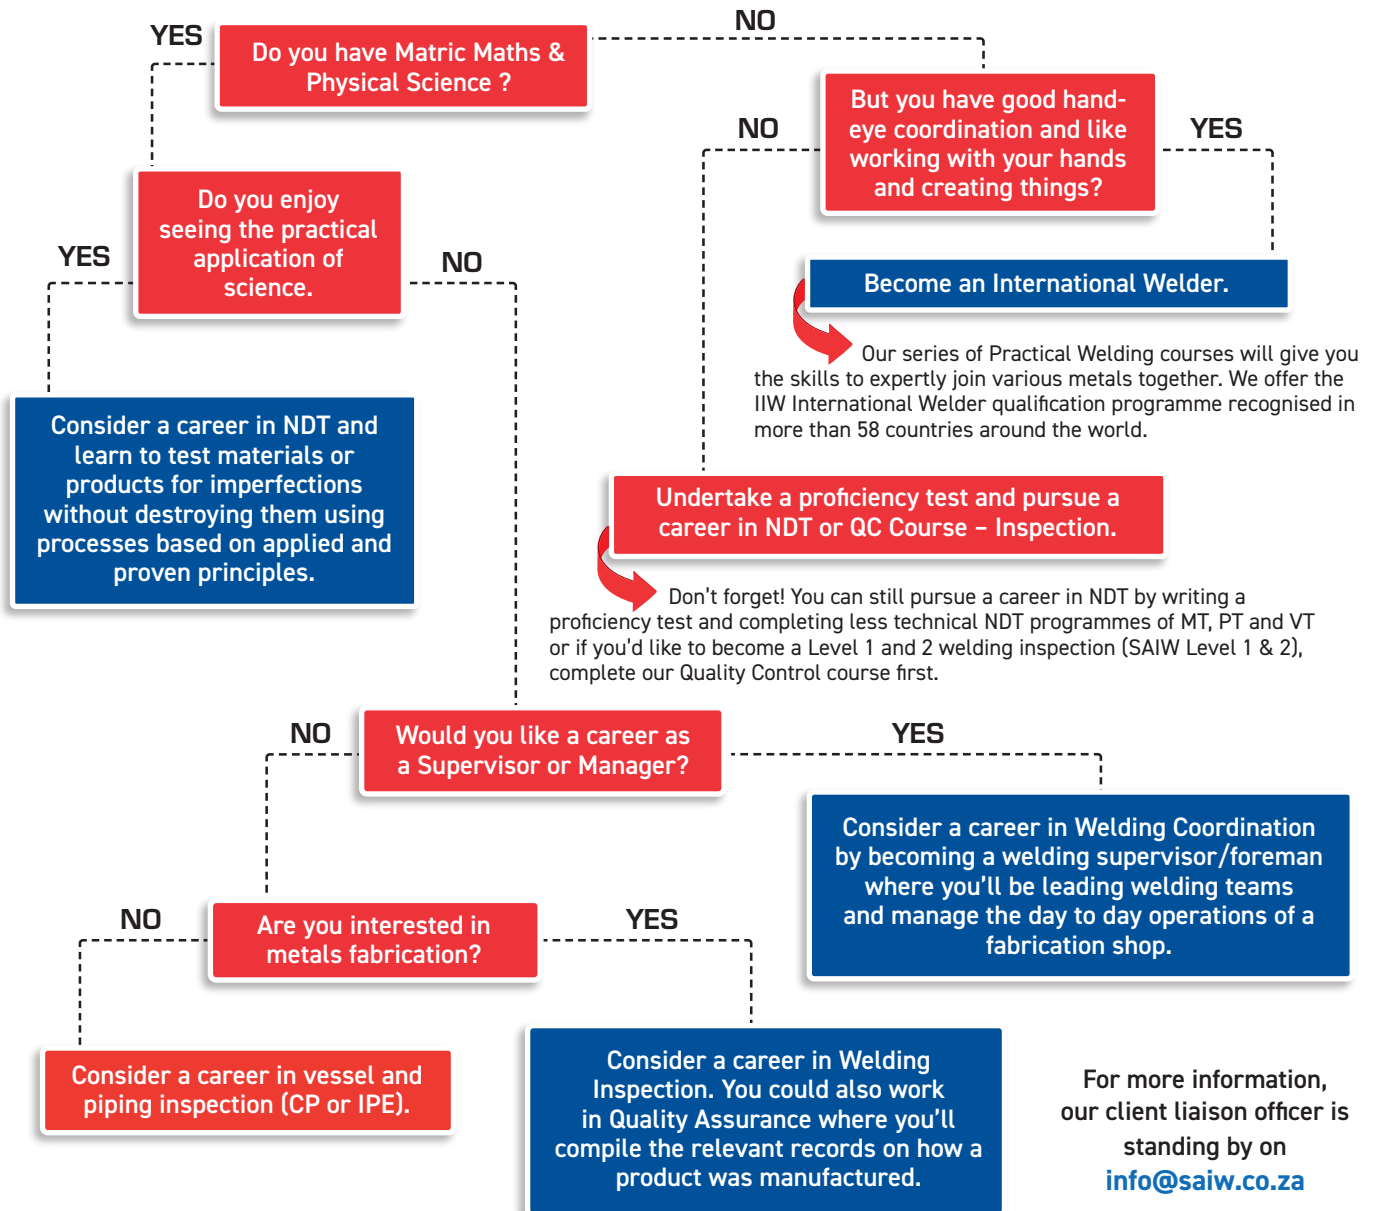 YES
Do you have Matric Maths &
Physical Science ?
NO
But you have good hand-
eye coordination and like
working with your hands
and creating things?
NO
YES
Do you enjoy
seeing the practical
application of
science.
YES
NO
Become an International Welder.
Our series of Practical Welding courses will give you
the skills to expertly join various metals together. We offer the
IIW International Welder qualification programme recognised in
more than 58 countries around the world.
Consider a career in NDT and
learn to test materials or
products for imperfections
without destroying them using
processes based on applied and
proven principles.
Undertake a proficiency test and pursue a
career in NDT or QC Course – Inspection.
Don't forget! You can still pursue a career in NDT by writing a
proficiency test and completing less technical NDT programmes of MT, PT and VT
or if you'd like to become a Level 1 and 2 welding inspection (SAIW Level 1 & 2),
complete our Quality Control course first.
NO
Would you like a career as
a Supervisor or Manager?
YES
Consider a career in Welding Coordination
by becoming a welding supervisor/foreman
where you'll be leading welding teams
and manage the day to day operations of a
fabrication shop.
NO
Are you interested in
metals fabrication?
YES
Consider a career in vessel and
piping inspection (CP or IPE).
Consider a career in Welding
Inspection. You could also work
in Quality Assurance where you'll
compile the relevant records on how a
product was manufactured.
For more information,
our client liaison officer is
standing by on
info@saiw.co.za